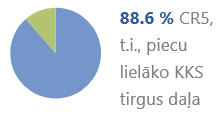 88.6 % CR5,
t.i., piecu
lielāko KKS
tirgus daļa